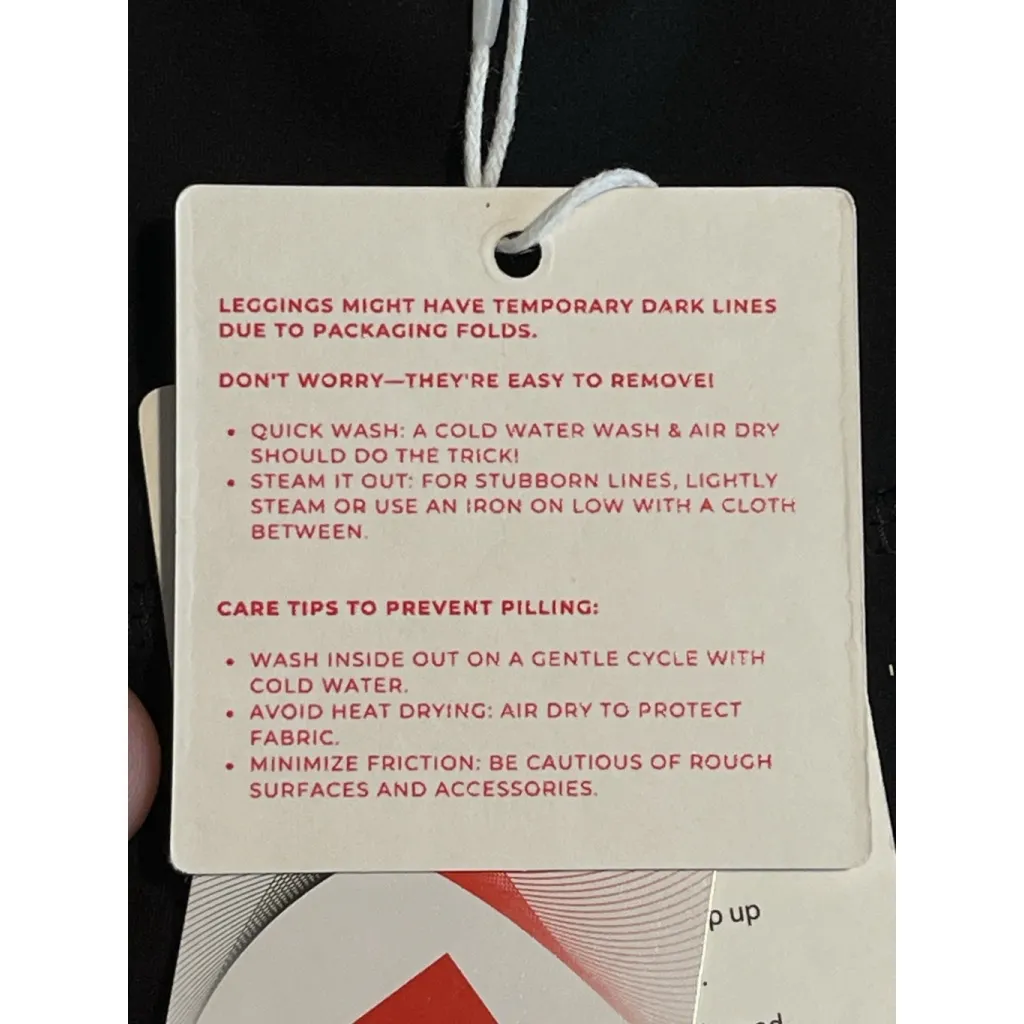 LEGGINGS MIGHT HAVE TEMPORARY DARK LINES
DUE TO PACKAGING FOLDS.
DON'T WORRY—THEY'RE EASY TO REMOVE!
• QUICK WASH: A COLD WATER WASH & AIR DRY
SHOULD DO THE TRICK!
• STEAM IT OUT: FOR STUBBORN LINES, LIGHTLY
STEAM OR USE AN IRON ON LOW WITH A CLOTH
BETWEEN.
CARE TIPS TO PREVENT PILLING:
• WASH INSIDE OUT ON A GENTLE CYCLE WITH
COLD WATER.
• AVOID HEAT DRYING: AIR DRY TO PROTECT
FABRIC.
• MINIMIZE FRICTION: BE CAUTIOUS OF ROUGH
SURFACES AND ACCESSORIES.
up